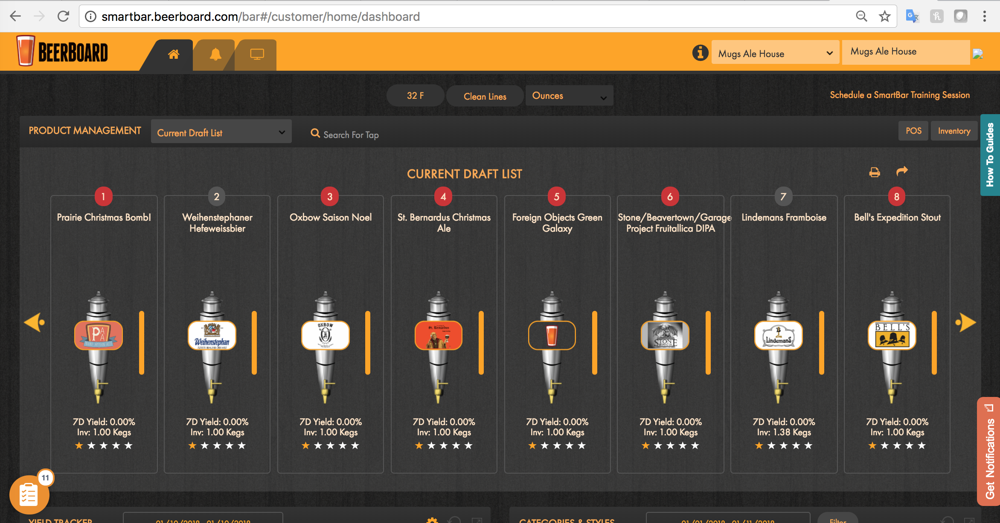 smartbar.beerboard.com/bar#/customer/home/dashboard
BEERBOARD
Mugs Ale House
Mugs Ale House
32 F
Clean Lines
Ounces
Schedule a SmartBar Training Session
PRODUCT MANAGEMENT
Current Draft List
Search For Tap
POS
Inventory
How To Guides
CURRENT DRAFT LIST
1
2
3
4
5
6
7
8
Prairie Christmas Bomb!
Weihenstephaner
Hefeweissbier
Oxbow Saison Noel
St. Bernardus Christmas
Ale
Foreign Objects Green
Galaxy
Stone/Beavertown/Garage
Project Fruitallica DIPA
Lindemans Framboise
Bell's Expedition Stout
PA
Weihenstephan
OXBOW
St. Bernardus
STONE
Lindemans
BELL'S
7D Yield: 0.00%
Inv: 1.00 Kegs
7D Yield: 0.00%
Inv: 1.00 Kegs
7D Yield: 0.00%
Inv: 1.00 Kegs
7D Yield: 0.00%
Inv: 1.00 Kegs
7D Yield: 0.00%
Inv: 1.00 Kegs
7D Yield: 0.00%
Inv: 1.00 Kegs
7D Yield: 0.00%
Inv: 1.38 Kegs
7D Yield: 0.00%
Inv: 1.00 Kegs
Get Notifications
11
YIELD TRACKER
01/10/2018 - 01/10/2018
CATEGORIES & STYLES
01/01/2018 - 01/11/2018
Filter